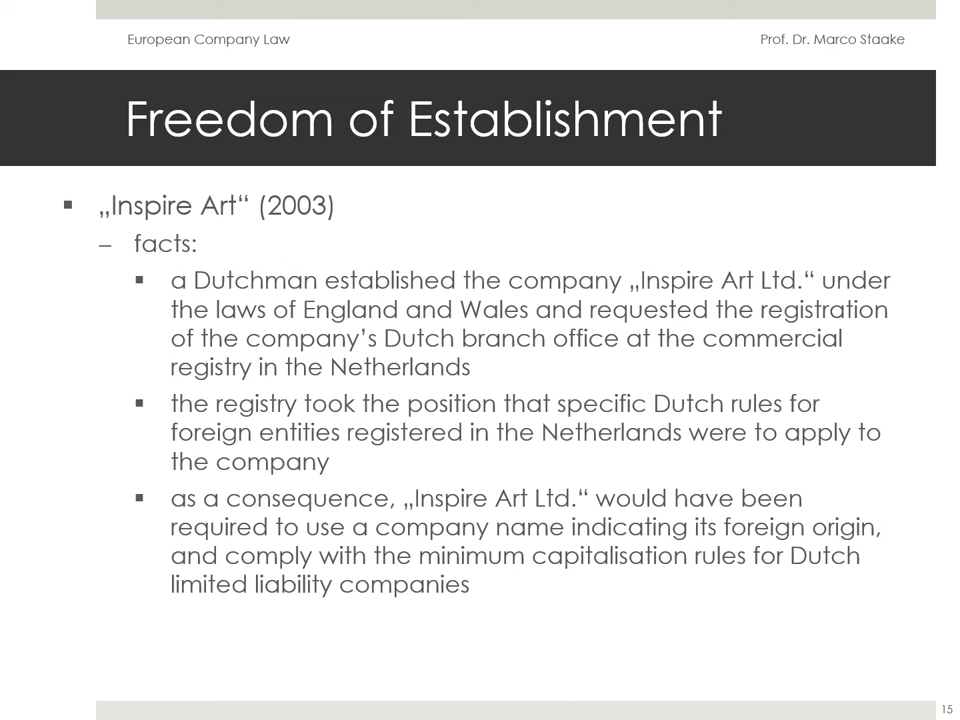 European Company Law
Prof. Dr. Marco Staake
Freedom of Establishment
▪ „Inspire Art“ (2003)
– facts:
▪ a Dutchman established the company „Inspire Art Ltd.“ under
the laws of England and Wales and requested the registration
of the company’s Dutch branch office at the commercial
registry in the Netherlands
▪ the registry took the position that specific Dutch rules for
foreign entities registered in the Netherlands were to apply to
the company
▪ as a consequence, „Inspire Art Ltd.“ would have been
required to use a company name indicating its foreign origin,
and comply with the minimum capitalisation rules for Dutch
limited liability companies
15